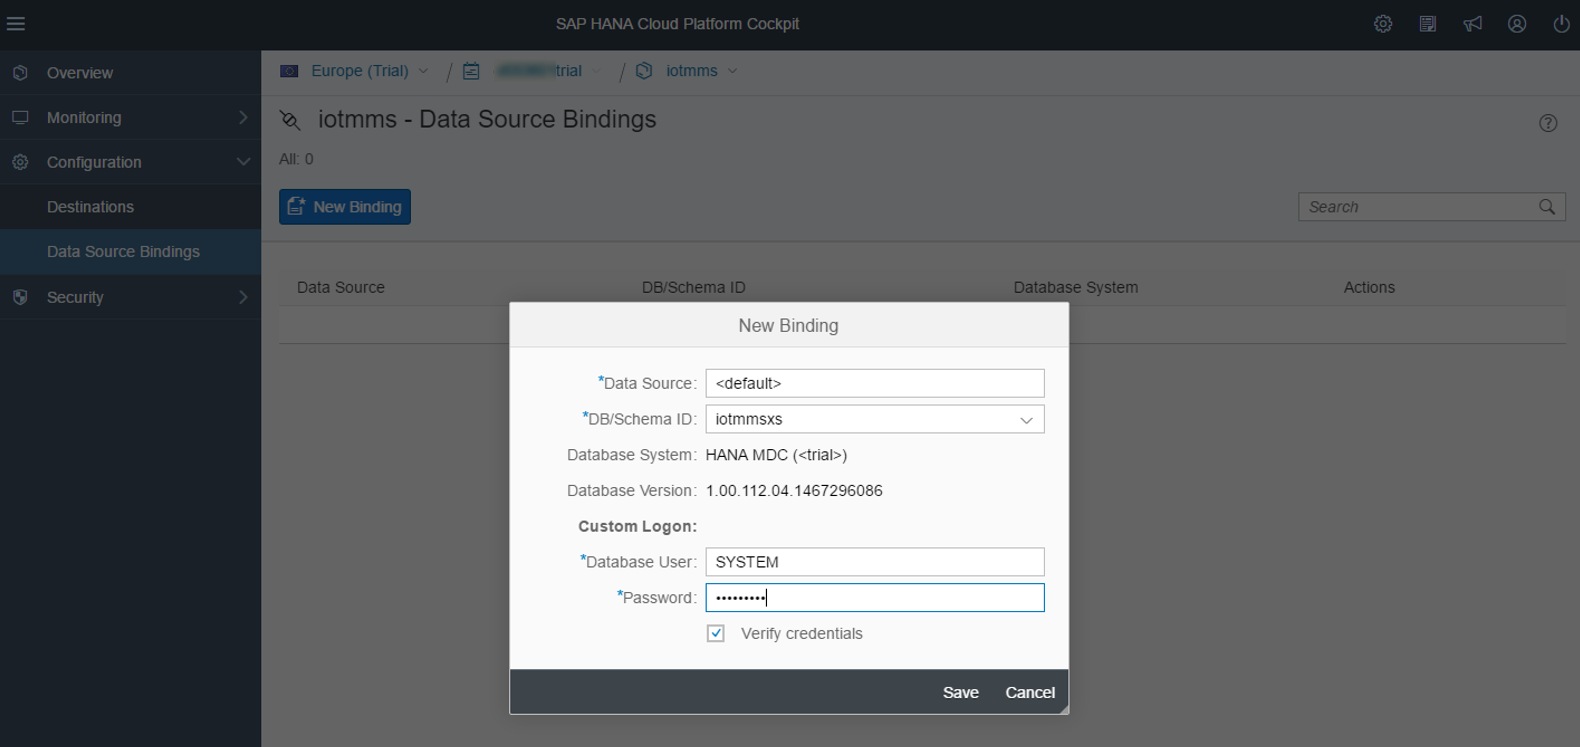 SAP HANA Cloud Platform Cockpit
Overview
Monitoring
Configuration
Destinations
Data Source Bindings
Security
Europe (Trial) / trial / iotmms
iotmms - Data Source Bindings
All: 0
New Binding
Search
Data Source DB/Schema ID Database System Actions
New Binding
*Data Source: <default>
*DB/Schema ID: iotmmsxs
Database System: HANA MDC (<trial>)
Database Version: 1.00.112.04.1467296086
Custom Logon:
*Database User: SYSTEM
*Password: •••••••••
Verify credentials
Save Cancel